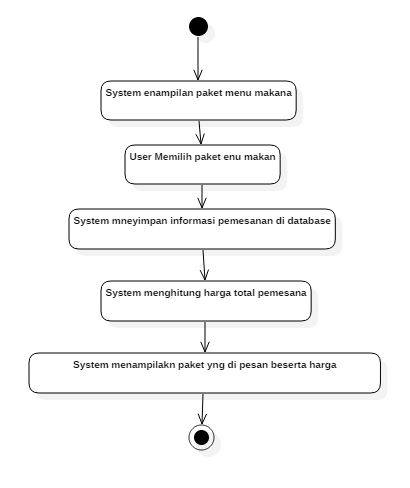 System enampilan paket menu makana
User Memilih paket enu makan
System mneyimpan informasi pemesanan di database
System menghitung harga total pemesana
System menampilakn paket yng di pesan beserta harga